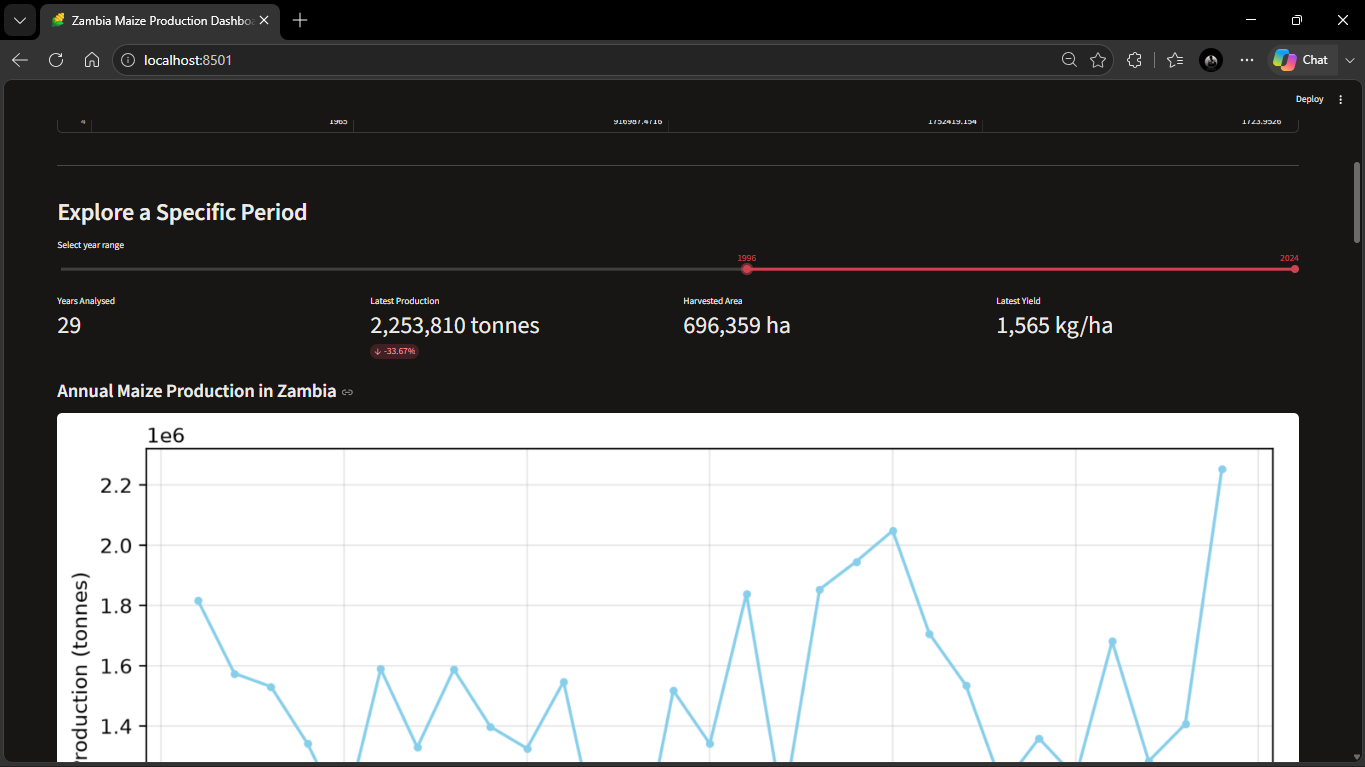 Zambia Maize Production Dashbo
localhost:8501
Chat
Deploy
4 1965 916987.4716 1752419.154 1723.9526
Explore a Specific Period
Select year range
1996 2024
Years Analysed Latest Production Harvested Area Latest Yield
29 2,253,810 tonnes 696,359 ha 1,565 kg/ha
↓ -33.67%
Annual Maize Production in Zambia
1e6
2.2
2.0
1.8
1.6
1.4
roduction (tonnes)